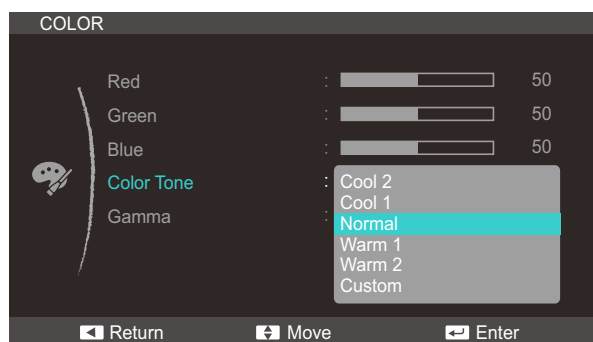 COLOR
Red : 50
Green : 50
Blue : 50
Color Tone : Cool 2
Cool 1
Gamma :
Normal
Warm 1
Warm 2
Custom
Return Move Enter